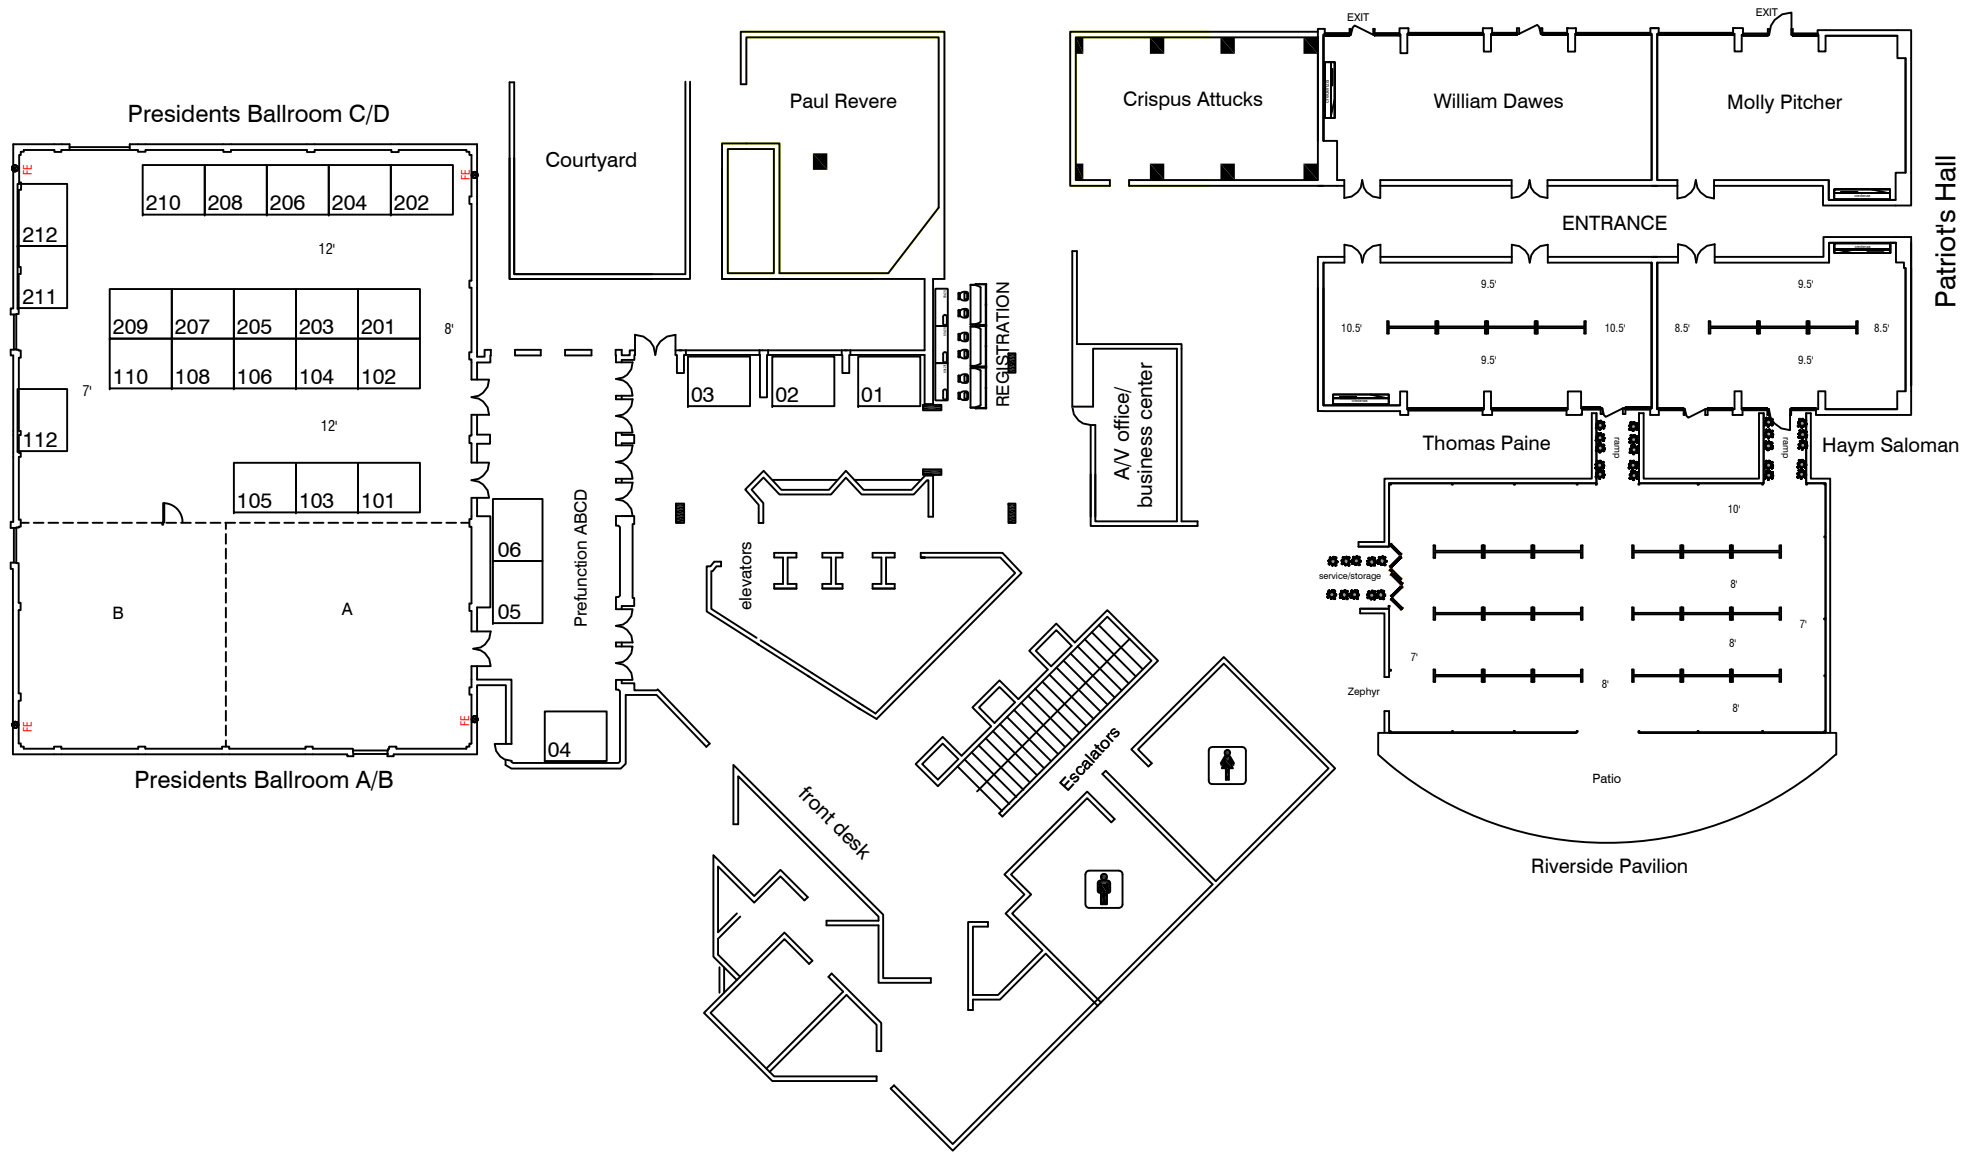 EXIT
EXIT
Presidents Ballroom C/D
Paul Revere
Crispus Attucks
William Dawes
Molly Pitcher
Courtyard
Patriot's Hall
FE
FE
210
208
206
204
202
212
211
12'
ENTRANCE
209
207
205
203
201
8'
110
108
106
104
102
7'
112
12'
105
103
101
REGISTRATION
03
02
01
A/V office/
business center
9.5'
9.5'
10.5'
10.5'
8.5'
8.5'
9.5'
9.5'
Thomas Paine
ramp
ramp
Haym Saloman
06
05
Prefunction ABCD
elevators
B
A
10'
service/storage
8'
7'
8'
7'
8'
Zephyr
8'
FE
FE
04
Presidents Ballroom A/B
Escalators
front desk
Patio
Riverside Pavilion